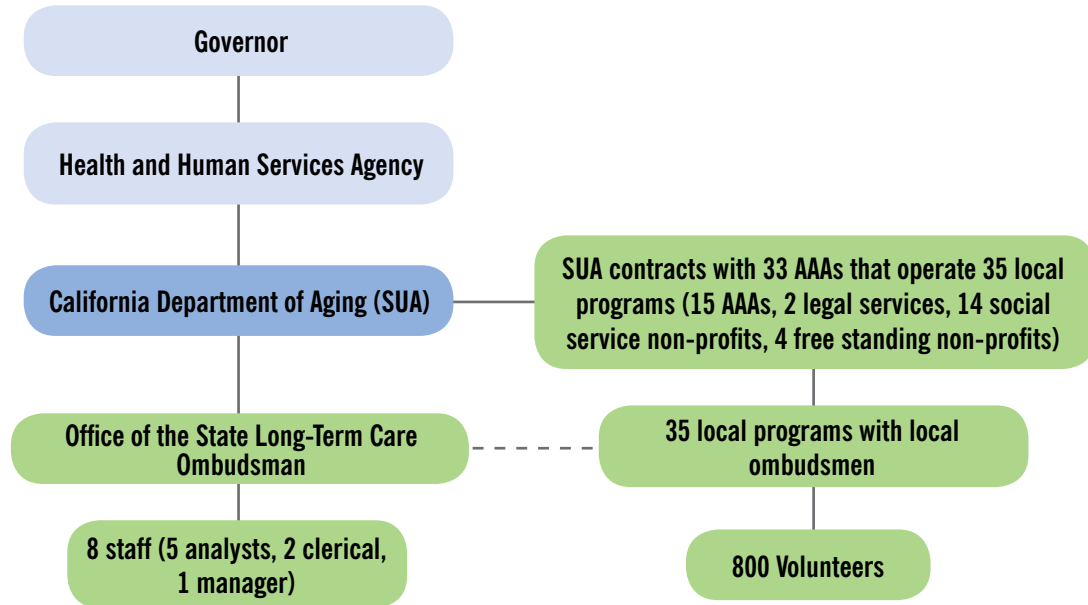 Governor
Health and Human Services Agency
California Department of Aging (SUA)
SUA contracts with 33 AAAs that operate 35 local
programs (15 AAAs, 2 legal services, 14 social
service non-profits, 4 free standing non-profits)
Office of the State Long-Term Care
Ombudsman
35 local programs with local
ombudsmen
8 staff (5 analysts, 2 clerical,
1 manager)
800 Volunteers